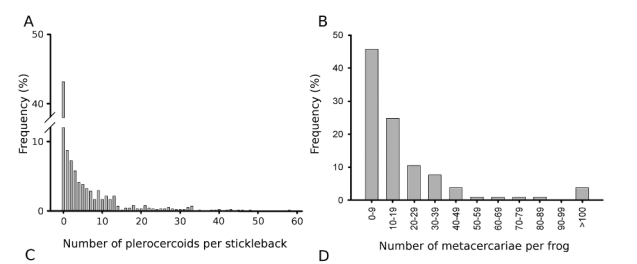 A
Frequency (%)
50
40
10
0
0 10 20 30 40 50 60
Number of plerocercoids per stickleback
B
Frequency (%)
50
40
30
20
10
0
0-9 10-19 20-29 30-39 40-49 50-59 60-69 70-79 80-89 90-99 >100
Number of metacercariae per frog
C
D